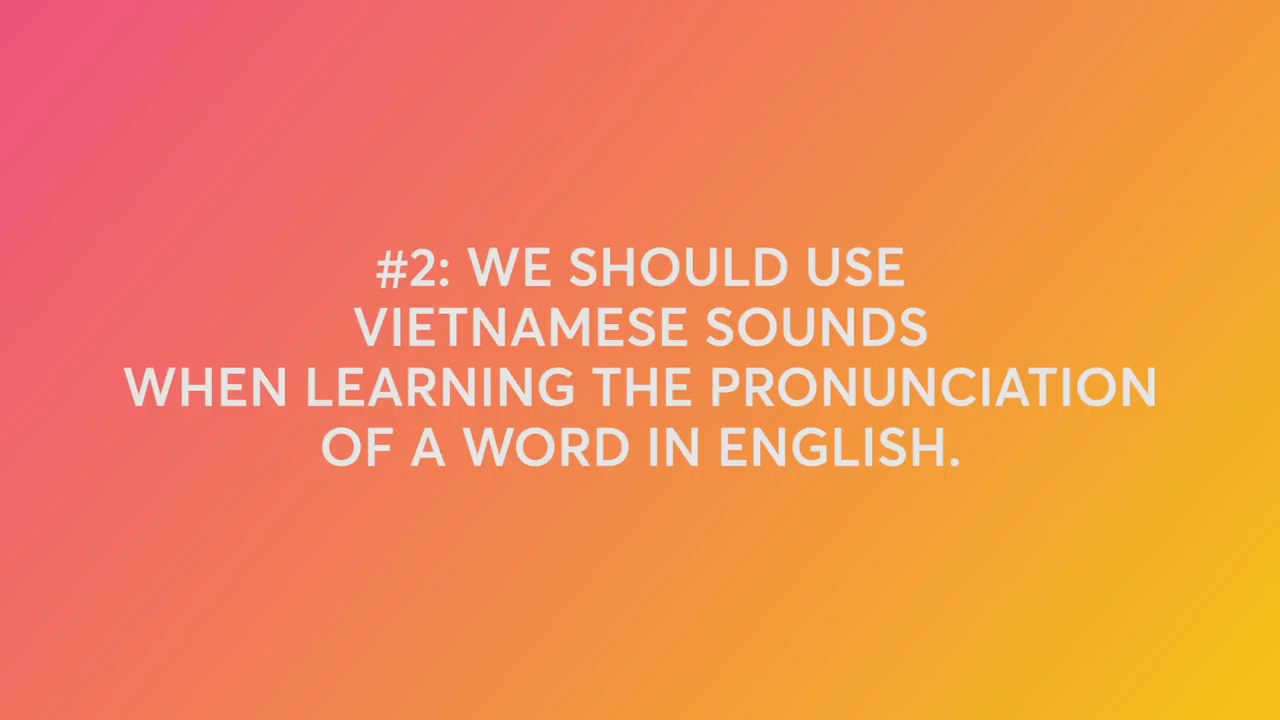 #2: WE SHOULD USE
VIETNAMESE SOUNDS
WHEN LEARNING THE PRONUNCIATION
OF A WORD IN ENGLISH.